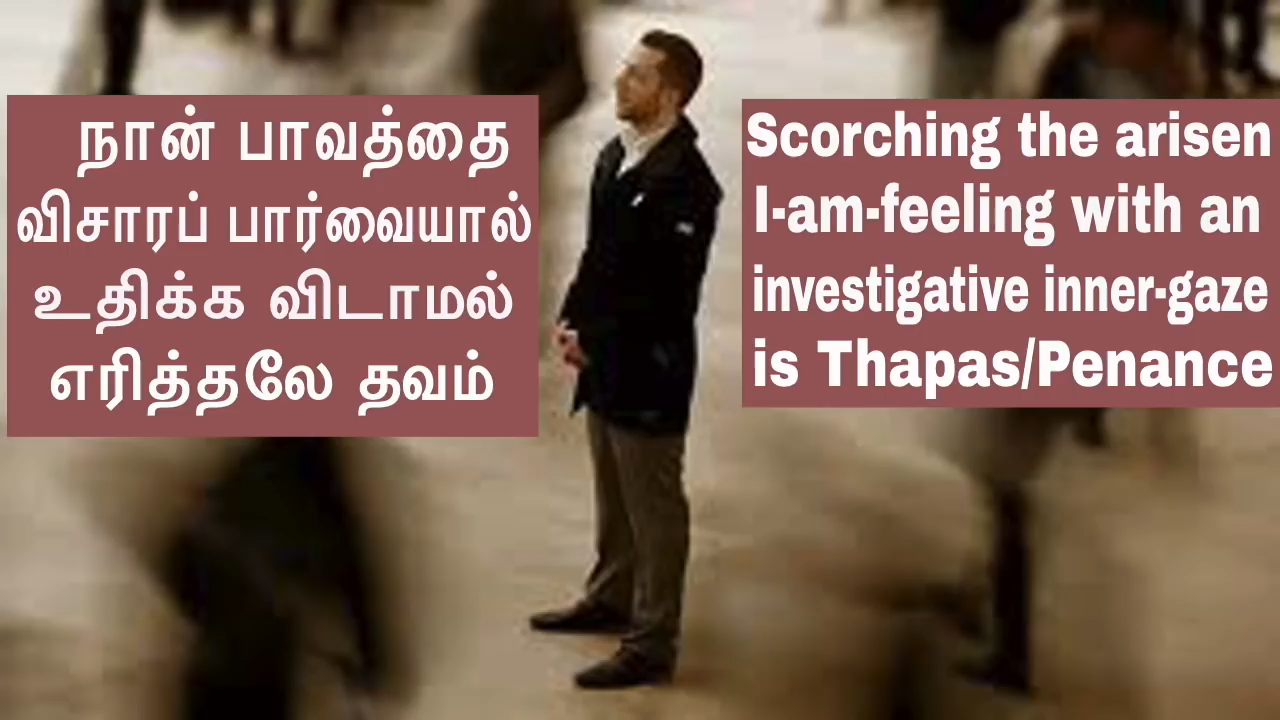 நான் பாவத்தை
விசாரப் பார்வையால்
உதிக்க விடாமல்
எரித்தலே தவம்
Scorching the arisen
I-am-feeling with an
investigative inner-gaze
is Thapas/Penance